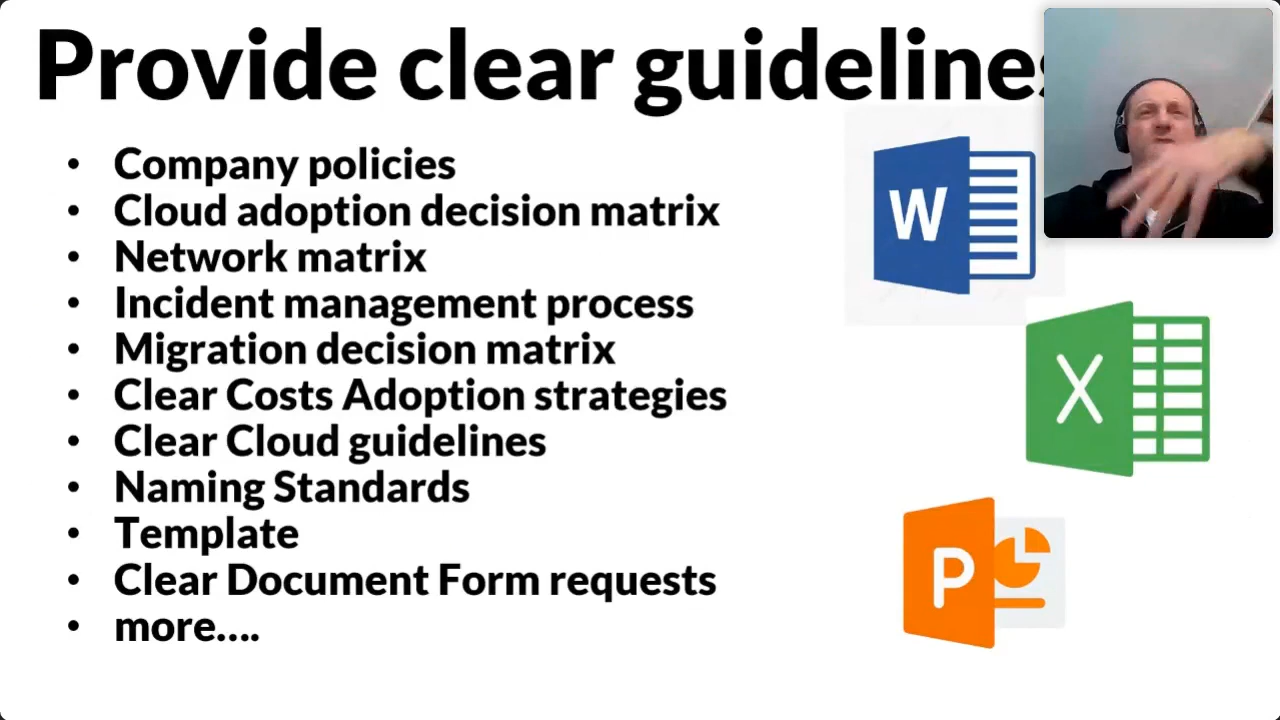 Provide clear guidelines
• Company policies
• Cloud adoption decision matrix
• Network matrix
• Incident management process
• Migration decision matrix
• Clear Costs Adoption strategies
• Clear Cloud guidelines
• Naming Standards
• Template
• Clear Document Form requests
• more....
W
X
P